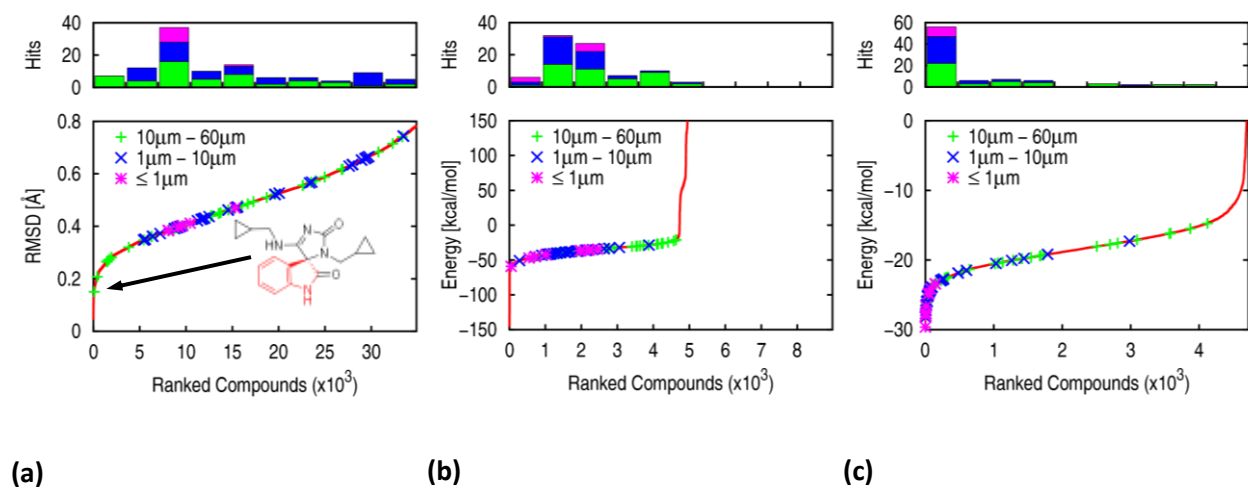 40
20
0
Hits
0.8
0.6
0.4
0.2
0
RMSD [Å]
10μm – 60μm
1μm – 10μm
≤ 1μm
N
O
HN
N
O
N
H
0 5 10 15 20 25 30
Ranked Compounds (x10³)
(a)
40
20
0
Hits
150
100
50
0
−50
−100
−150
Energy [kcal/mol]
10μm – 60μm
1μm – 10μm
≤ 1μm
0 1 2 3 4 5 6 7 8
Ranked Compounds (x10³)
(b)
60
40
20
0
Hits
0
−10
−20
−30
Energy [kcal/mol]
10μm – 60μm
1μm – 10μm
≤ 1μm
0 1 2 3 4
Ranked Compounds (x10³)
(c)